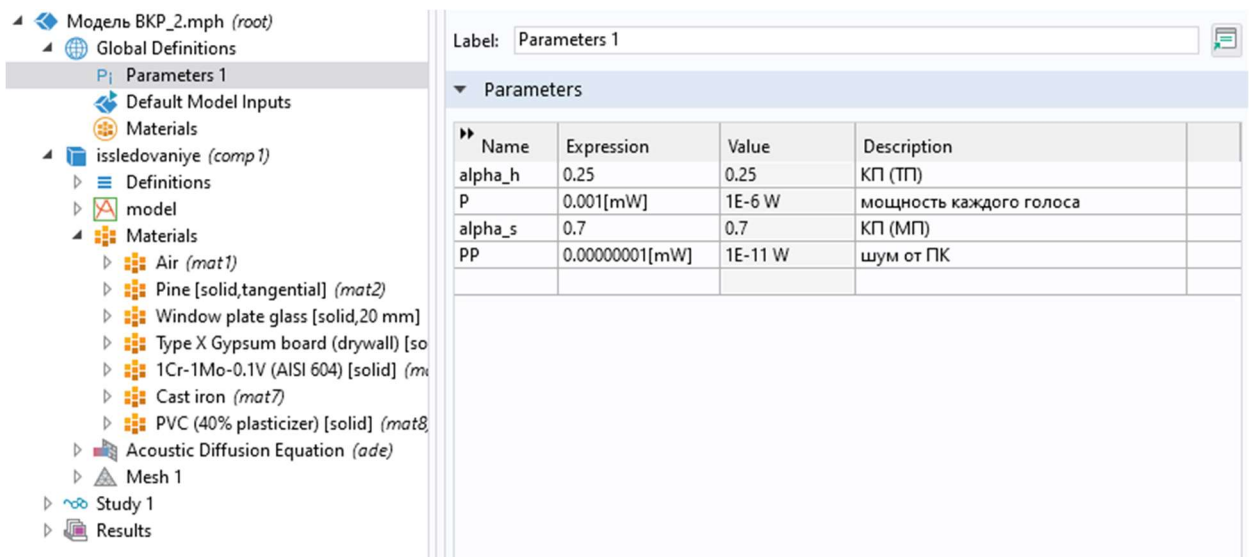 Модель ВКР_2.mph (root)
Global Definitions
Pi Parameters 1
Default Model Inputs
Materials
issledovaniye (comp1)
Definitions
model
Materials
Air (mat1)
Pine [solid,tangential] (mat2)
Window plate glass [solid,20 mm]
Type X Gypsum board (drywall) [so
1Cr-1Mo-0.1V (AISI 604) [solid] (ma
Cast iron (mat7)
PVC (40% plasticizer) [solid] (mat8)
Acoustic Diffusion Equation (ade)
Mesh 1
Study 1
Results
Label: Parameters 1
Parameters
Name Expression Value Description
alpha_h 0.25 0.25 КП (ТП)
P 0.001[mW] 1E-6 W мощность каждого голоса
alpha_s 0.7 0.7 КП (МП)
PP 0.00000001[mW] 1E-11 W шум от ПК